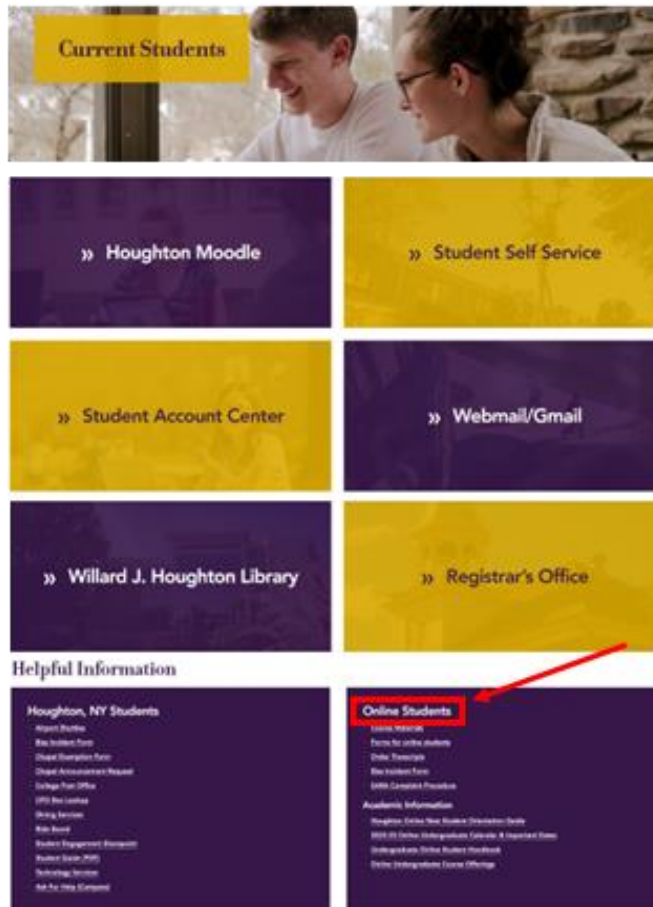 Current Students
» Houghton Moodle
» Student Self Service
» Student Account Center
» Webmail/Gmail
» Willard J. Houghton Library
» Registrar's Office
Helpful Information
Houghton, NY Students
Airport Shuttles
Bias Incident Form
Chapel Exemption Form
Chapel Announcement Request
College Post Office
CPO Box Lookup
Dining Services
Ride Board
Student Engagement
Student Guide (PDF)
Technology Services
Ask For Help (Campus)
Online Students
Course Materials
Forms for online students
Order Transcripts
Bias Incident Form
SARA Complaint Procedure
Academic Information
Houghton Online New Student Orientation Guide
Online Undergraduate Calendar & Important Dates
Undergraduate Online Student Handbook
Online Undergraduate Course Offerings